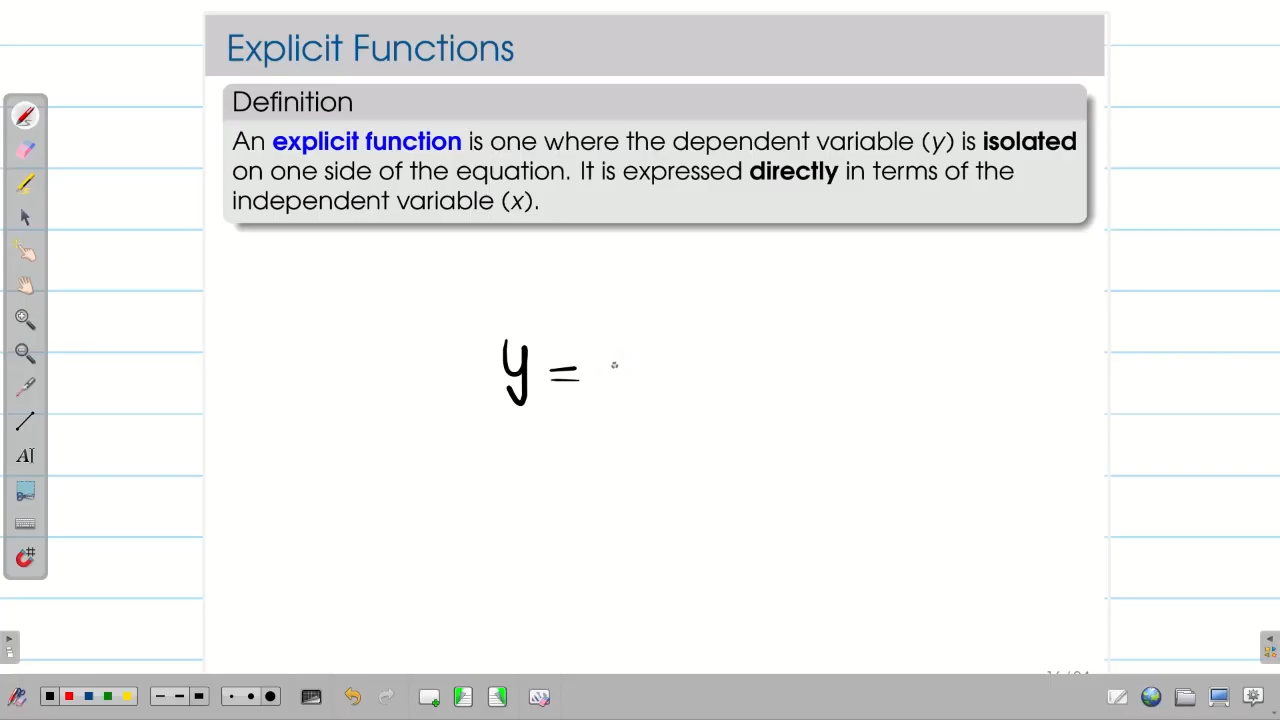 Explicit Functions
Definition
An explicit function is one where the dependent variable (y) is isolated
on one side of the equation. It is expressed directly in terms of the
independent variable (x).
y =